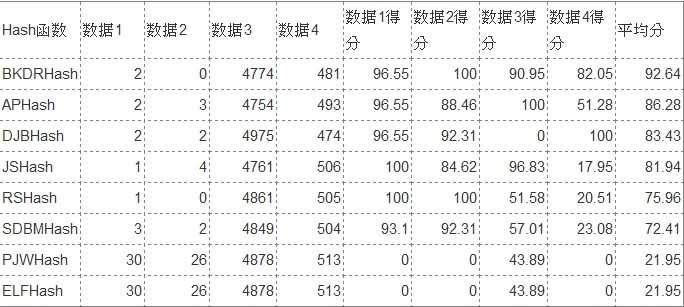 Hash函数 数据1 数据2 数据3 数据4 数据1得分 数据2得分 数据3得分 数据4得分 平均分
BKDRHash 2 0 4774 481 96.55 100 90.95 82.05 92.64
APHash 2 3 4754 493 96.55 88.46 100 51.28 86.28
DJBHash 2 2 4975 474 96.55 92.31 0 100 83.43
JSHash 1 4 4761 506 100 84.62 96.83 17.95 81.94
RSHash 1 0 4861 505 100 100 51.58 20.51 75.96
SDBMHash 3 2 4849 504 93.1 92.31 57.01 23.08 72.41
PJWHash 30 26 4878 513 0 0 43.89 0 21.95
ELFHash 30 26 4878 513 0 0 43.89 0 21.95